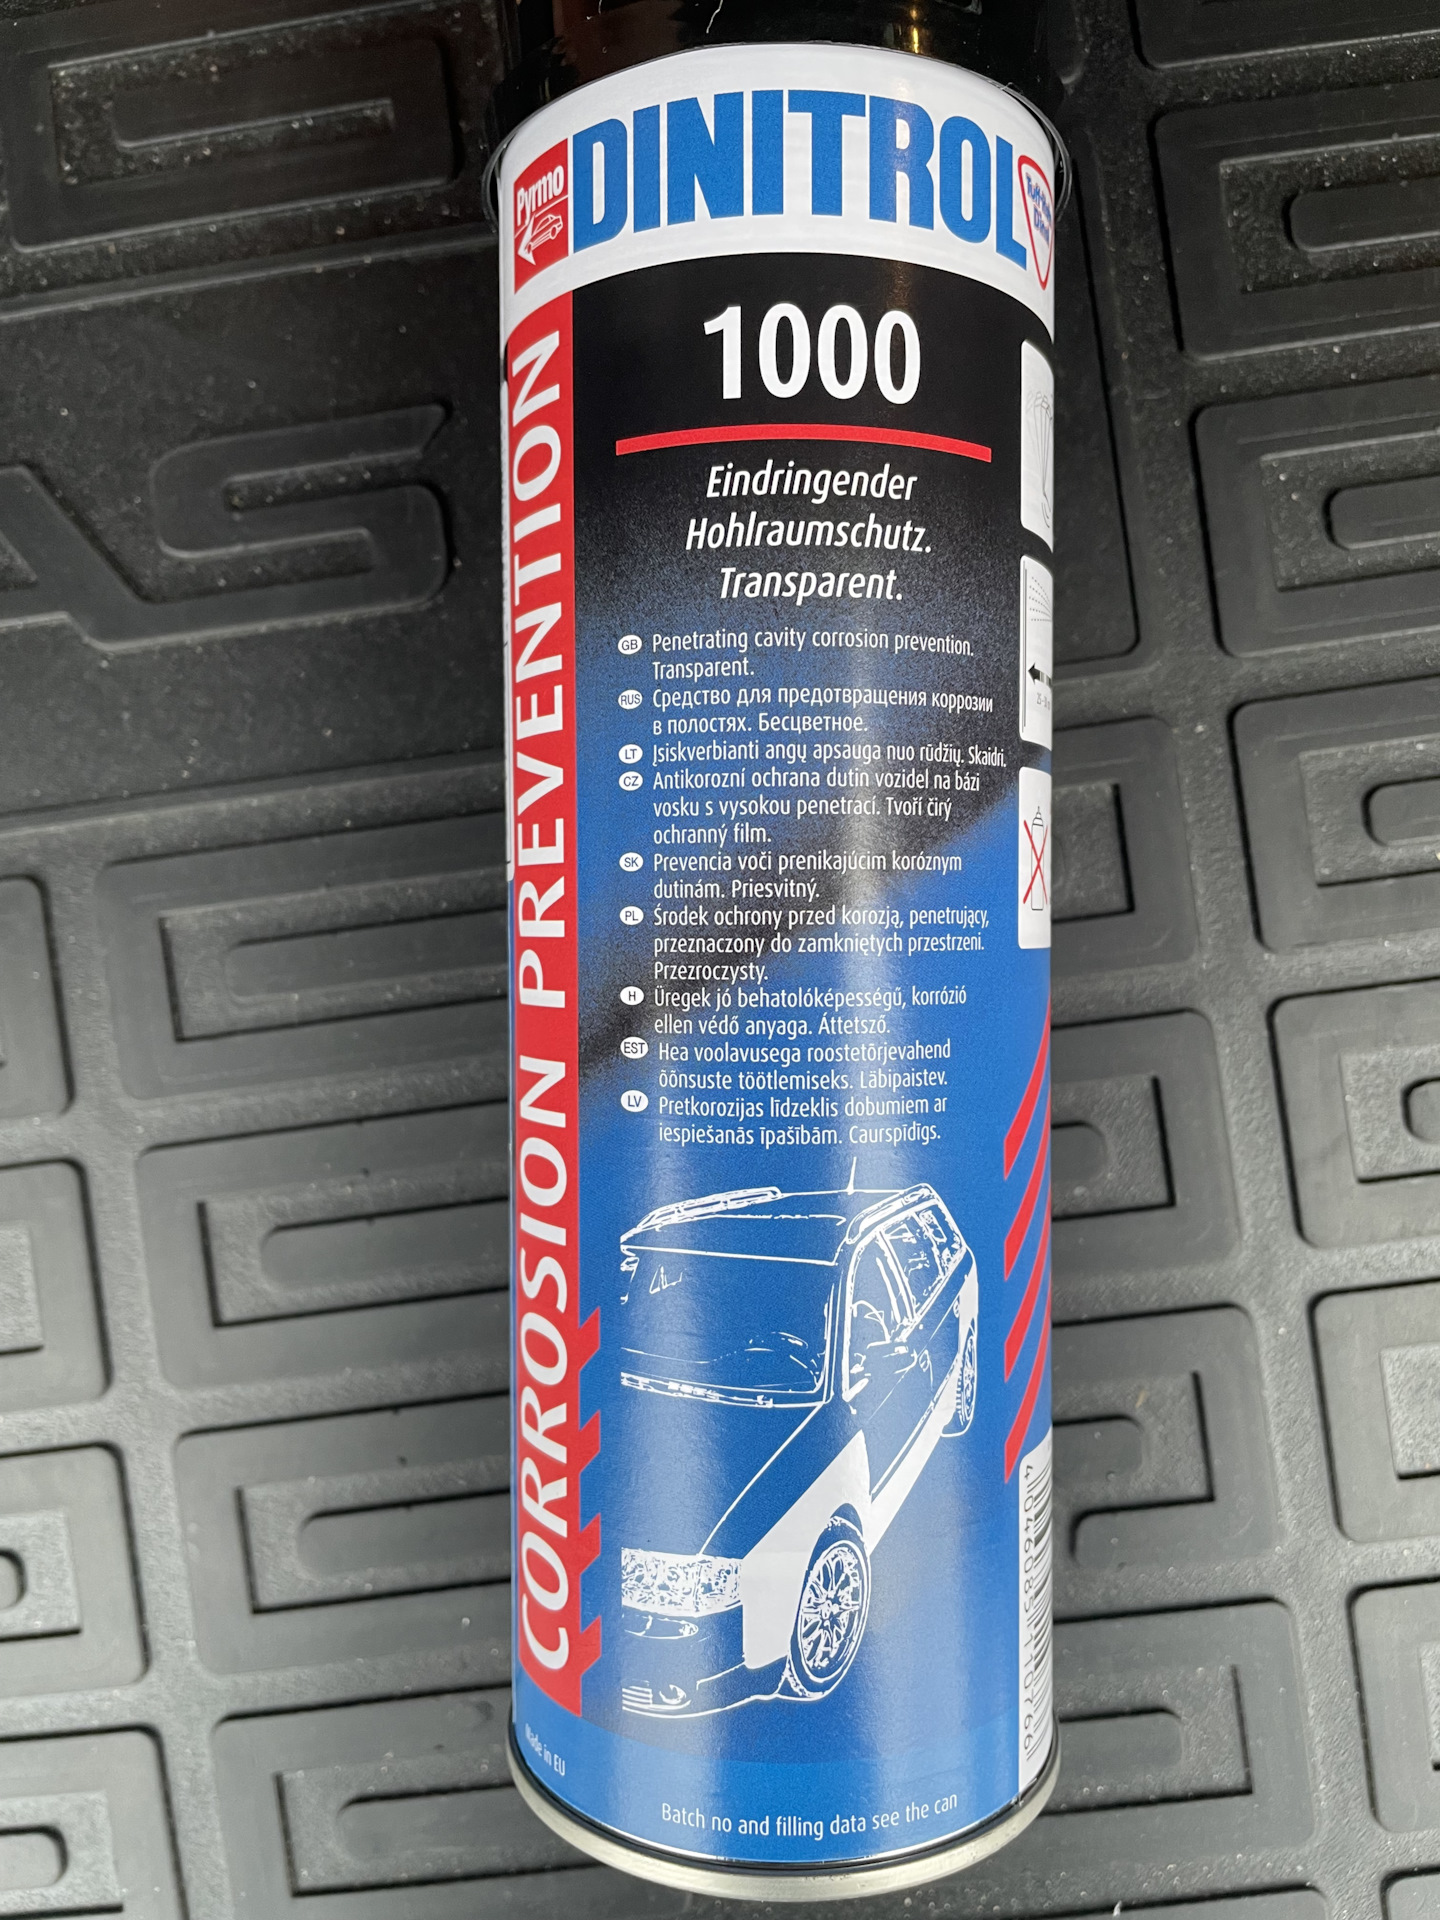 Pyrmo
DINITROL
1000
CORROSION PREVENTION
Eindringender
Hohlraumschutz.
Transparent.
GB Penetrating cavity corrosion prevention.
Transparent.
RUS Средство для предотвращения коррозии
в полостях. Бесцветное.
LT Įsiskverbianti angų apsauga nuo rūdžių. Skaidri.
CZ Antikorozní ochrana dutin vozidel na bázi
vosku s vysokou penetrací. Tvoří čirý
ochranný film.
SK Prevencia voči prenikajúcim koróznym
dutinám. Priesvitný.
PL Środek ochrony przed korozją, penetrujący,
przeznaczony do zamkniętych przestrzeni.
Przezroczysty.
H Üregek jó behatolóképességű, korrózió
ellen védő anyaga. Áttetsző.
EST Hea voolavusega roostetõrjevahend
õõnsuste töötlemiseks. Läbipaistev.
LV Pretkorozijas līdzeklis dobumiem ar
iespiešanās īpašībām. Caurspīdīgs.
4 046085 110766
Made in EU
Batch no and filling data see the can
AS